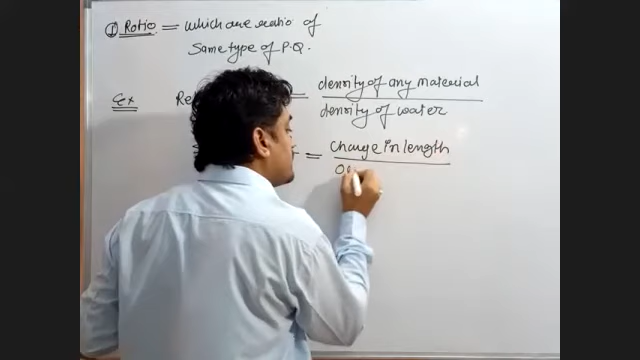 ① Ratio = which are ratio of
same type of P.Q.
Ex Re = density of any material
density of water
= change in length